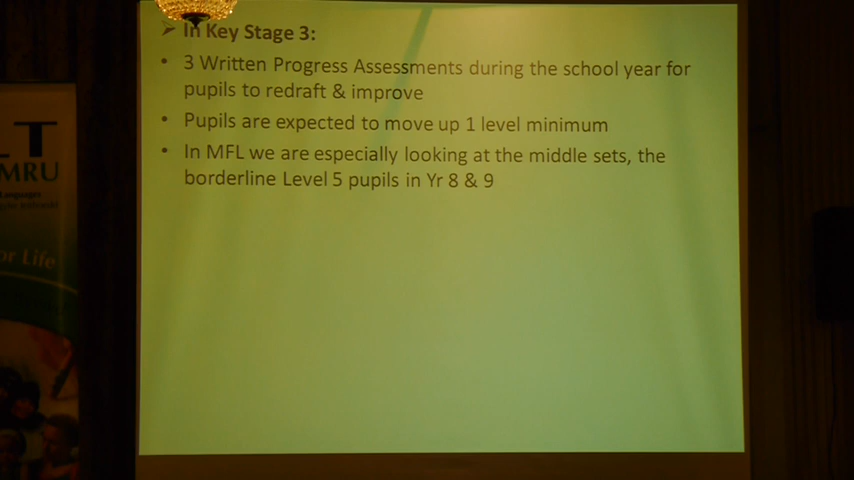 ➢ In Key Stage 3:
• 3 Written Progress Assessments during the school year for
pupils to redraft & improve
• Pupils are expected to move up 1 level minimum
• In MFL we are especially looking at the middle sets, the
borderline Level 5 pupils in Yr 8 & 9
LT
MRU
Languages
or Life